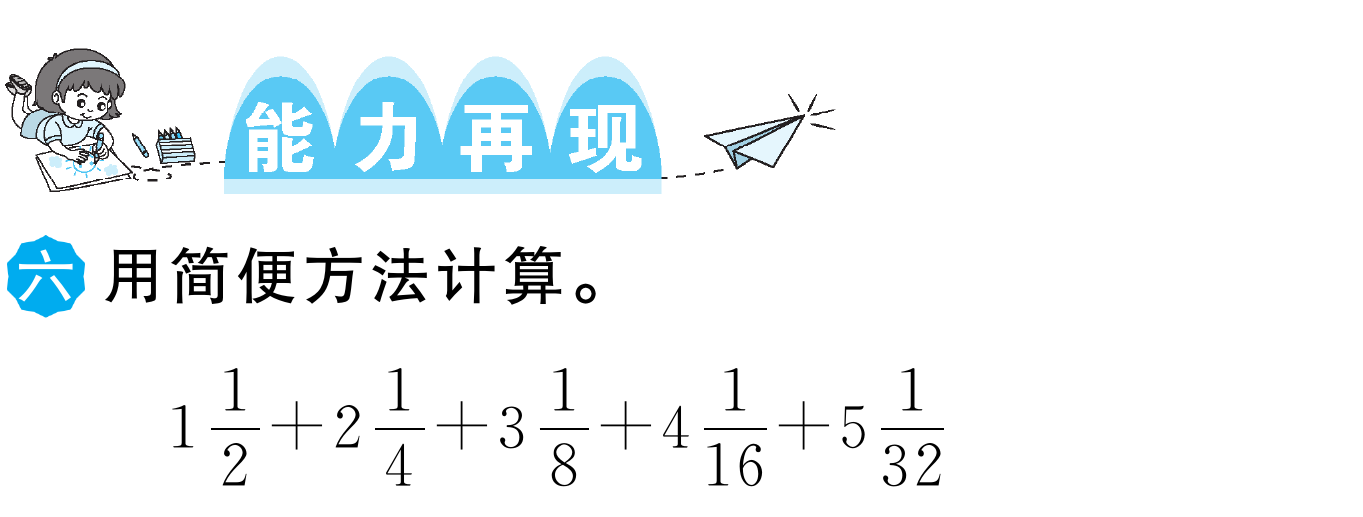 能力再现
六 用简便方法计算。
1 1/2 + 2 1/4 + 3 1/8 + 4 1/16 + 5 1/32